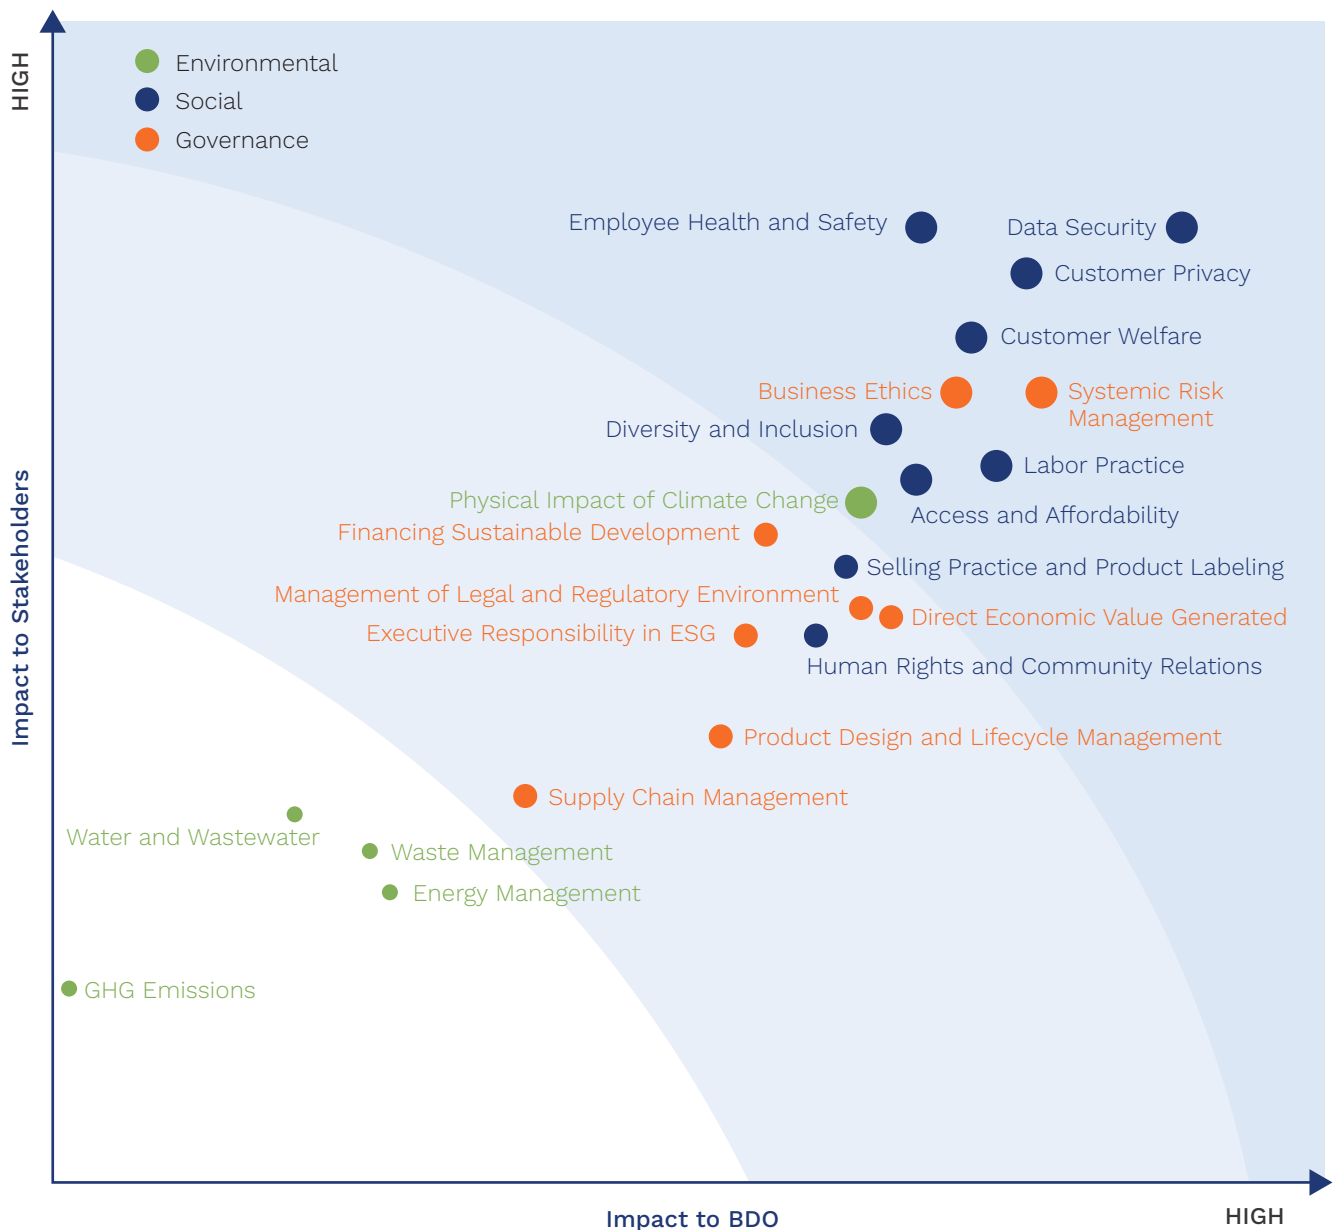 HIGH
Environmental
Social
Governance
Employee Health and Safety
Data Security
Customer Privacy
Customer Welfare
Business Ethics
Systemic Risk
Management
Diversity and Inclusion
Labor Practice
Physical Impact of Climate Change
Access and Affordability
Financing Sustainable Development
Selling Practice and Product Labeling
Management of Legal and Regulatory Environment
Direct Economic Value Generated
Executive Responsibility in ESG
Human Rights and Community Relations
Product Design and Lifecycle Management
Supply Chain Management
Water and Wastewater
Waste Management
Energy Management
GHG Emissions
Impact to Stakeholders
Impact to BDO
HIGH